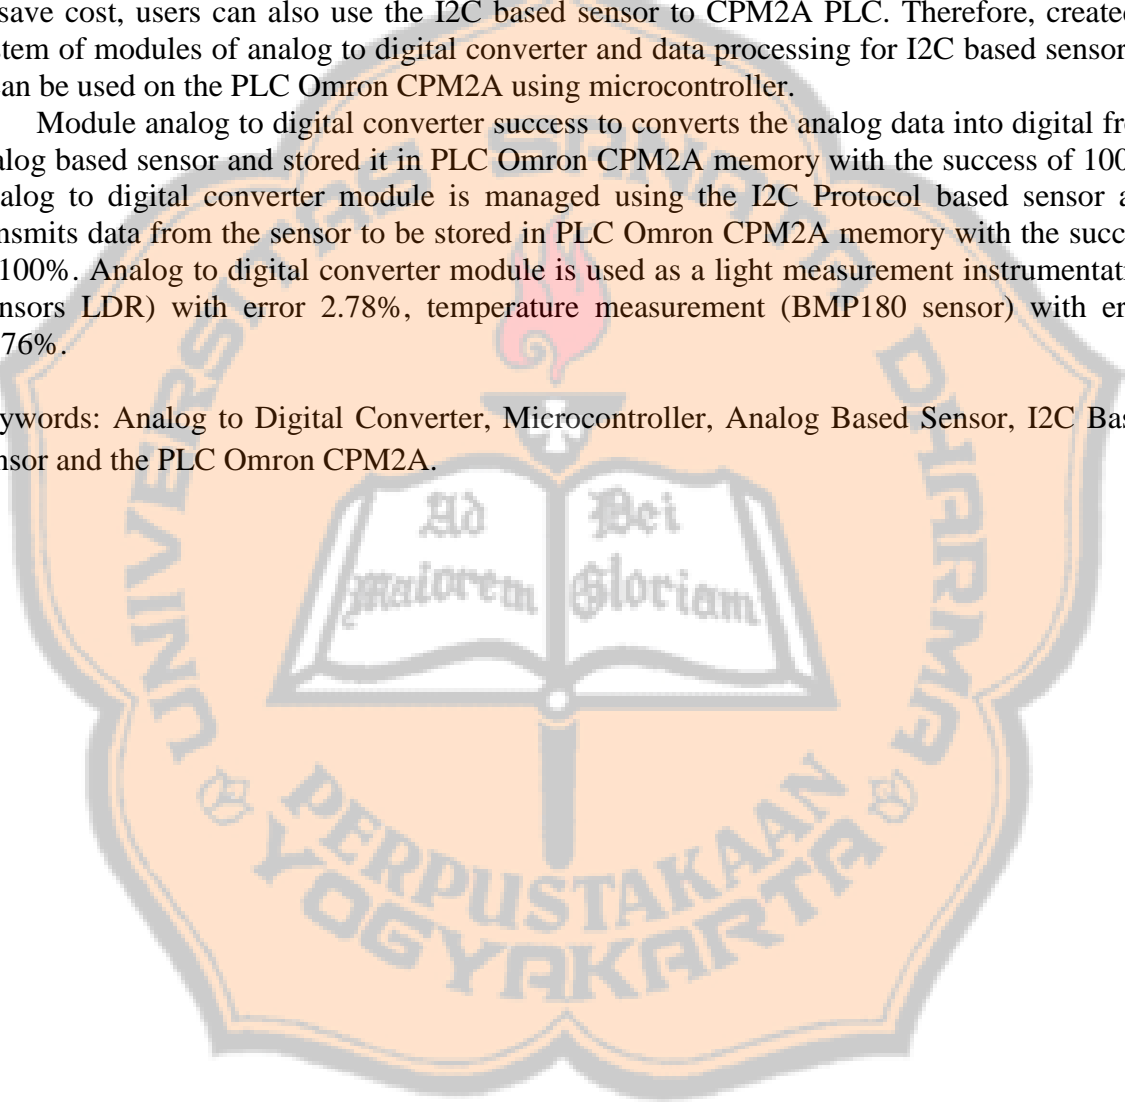 save cost, users can also use the I2C based sensor to CPM2A PLC. Therefore, created
stem of modules of analog to digital converter and data processing for I2C based sensor
an be used on the PLC Omron CPM2A using microcontroller.
Module analog to digital converter success to converts the analog data into digital fro
alog based sensor and stored it in PLC Omron CPM2A memory with the success of 100
alog to digital converter module is managed using the I2C Protocol based sensor a
nsmits data from the sensor to be stored in PLC Omron CPM2A memory with the succ
100%. Analog to digital converter module is used as a light measurement instrumentati
nsors LDR) with error 2.78%, temperature measurement (BMP180 sensor) with er
76%.
ywords: Analog to Digital Converter, Microcontroller, Analog Based Sensor, I2C Bas
nsor and the PLC Omron CPM2A.
UNIVERSITAS SANATA DHARMA
Ad Dei
Maiorem Gloriam
PERPUSTAKAAN
YOGYAKARTA